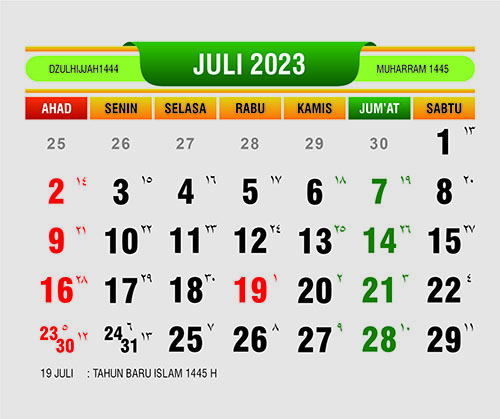 DZULHIJJAH1444 JULI 2023 MUHARRAM 1445
AHAD SENIN SELASA RABU KAMIS JUM'AT SABTU
25 26 27 28 29 30 1 ١٣
2 ١٤ 3 ١٥ 4 ١٦ 5 ١٧ 6 ١٨ 7 ١٩ 8 ٢٠
9 ٢١ 10 ٢٢ 11 ٢٣ 12 ٢٤ 13 ٢٥ 14 ٢٦ 15 ٢٧
16 ٢٨ 17 ٢٩ 18 ٣٠ 19 ١ 20 ٢ 21 ٣ 22 ٤
23 ٥ 30 ١٢ 24 ٦ 31 ١٣ 25 ٧ 26 ٨ 27 ٩ 28 ١٠ 29 ١١
19 JULI : TAHUN BARU ISLAM 1445 H